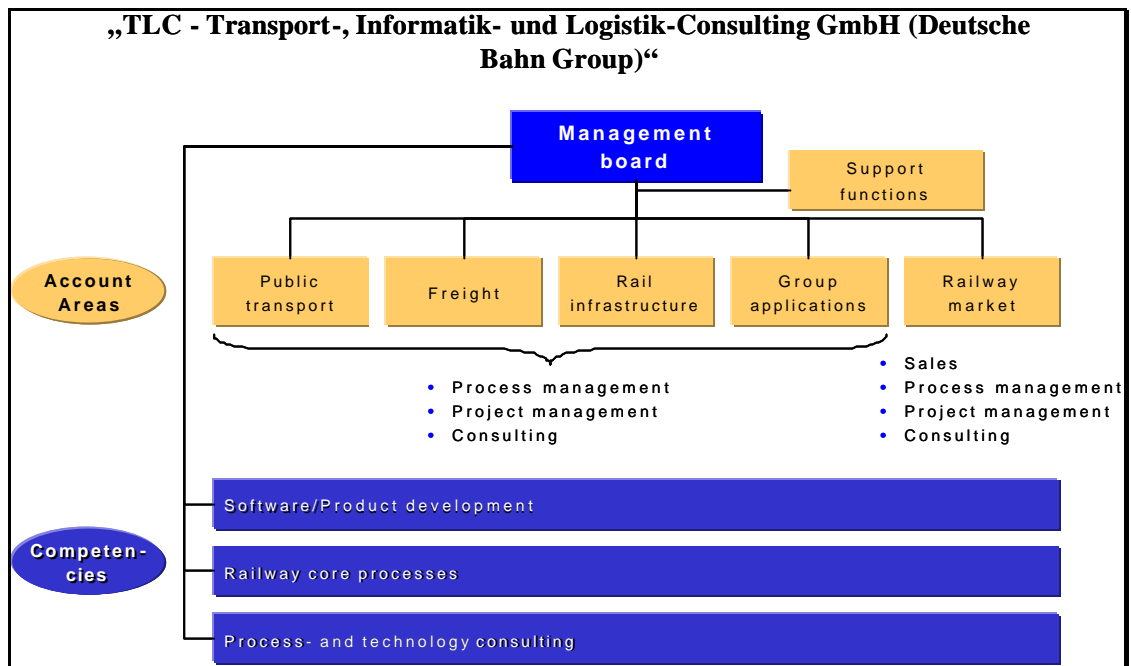 „TLC - Transport-, Informatik- und Logistik-Consulting GmbH (Deutsche
Bahn Group)“
Management
board
Support
functions
Account
Areas
Public
transport
Freight
Rail
infrastructure
Group
applications
Railway
market
• Process management
• Project management
• Consulting
• Sales
• Process management
• Project management
• Consulting
Competen-
cies
Software/Product development
Railway core processes
Process- and technology consulting